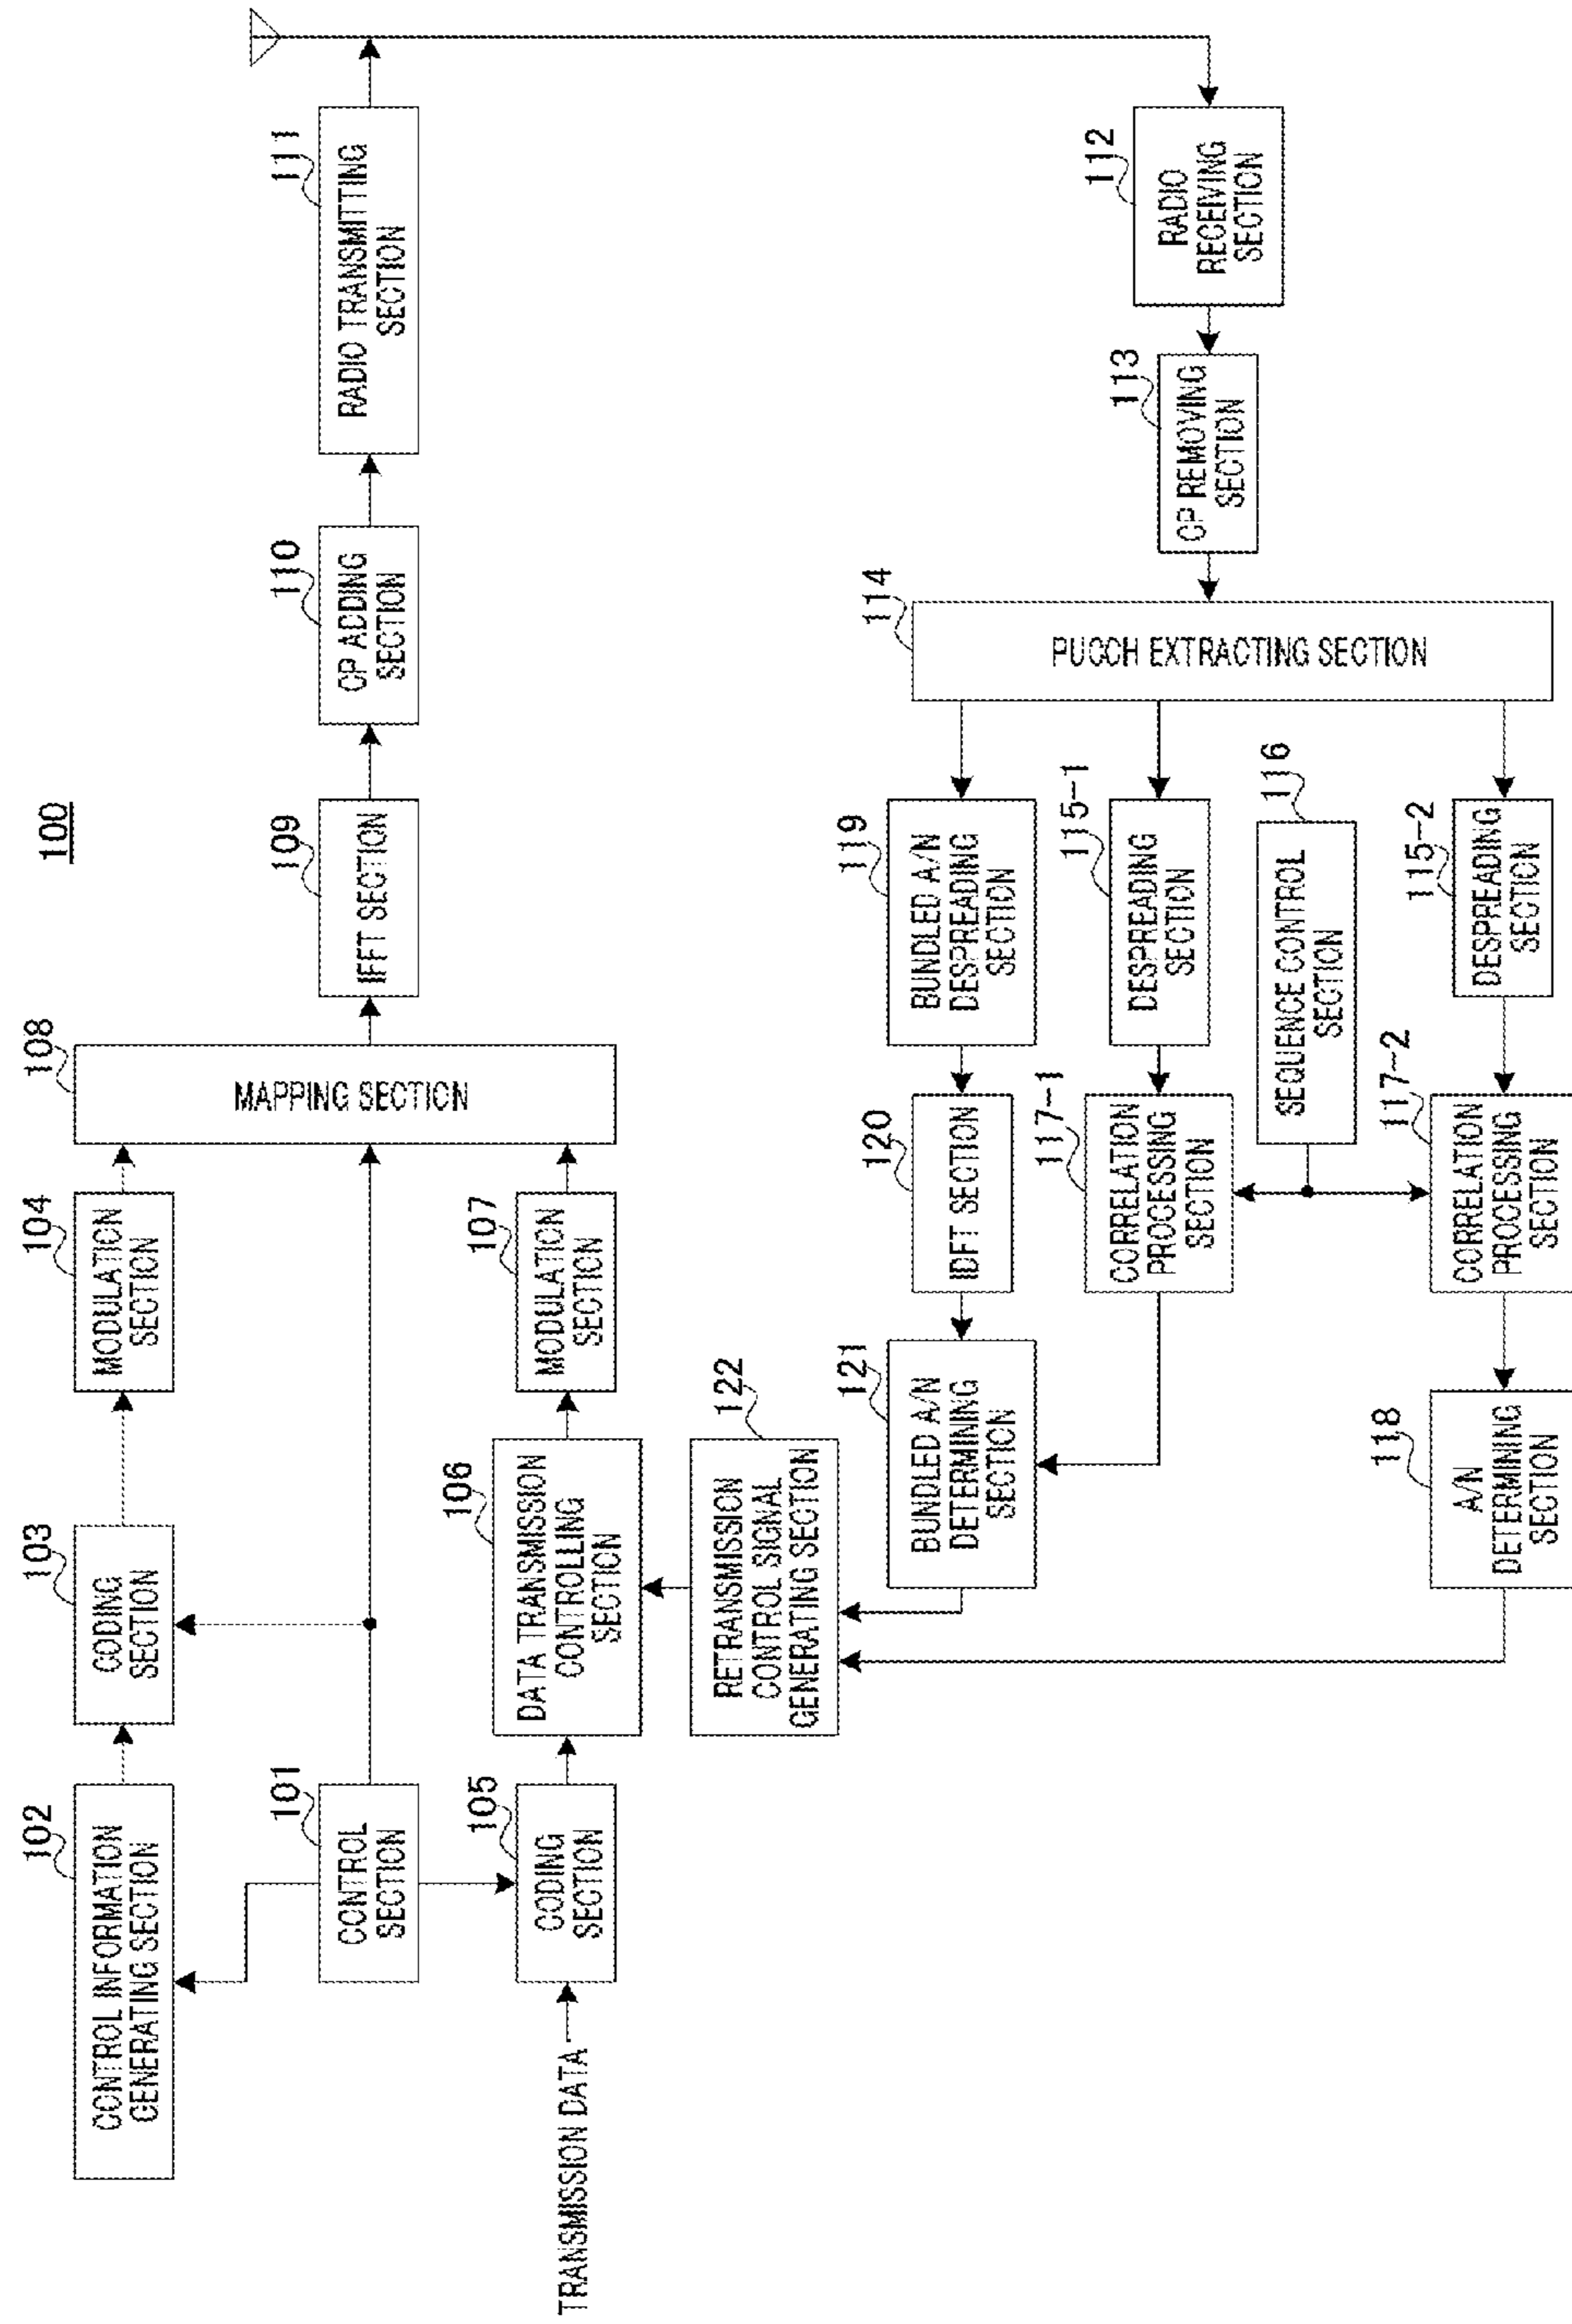 100
102
CONTROL INFORMATION
GENERATING SECTION
103
CODING
SECTION
104
MODULATION
SECTION
108
MAPPING SECTION
109
IFFT SECTION
110
CP ADDING
SECTION
111
RADIO TRANSMITTING
SECTION
101
CONTROL
SECTION
TRANSMISSION DATA
105
CODING
SECTION
106
DATA TRANSMISSION
CONTROLLING
SECTION
107
MODULATION
SECTION
122
RETRANSMISSION
CONTROL SIGNAL
GENERATING SECTION
121
BUNDLED A/N
DETERMINING
SECTION
120
IDFT SECTION
119
BUNDLED A/N
DESPREADING
SECTION
114
PUCCH EXTRACTING SECTION
113
CP REMOVING
SECTION
112
RADIO
RECEIVING
SECTION
117-1
CORRELATION
PROCESSING
SECTION
115-1
DESPREADING
SECTION
116
SEQUENCE CONTROL
SECTION
118
A/N
DETERMINING
SECTION
117-2
CORRELATION
PROCESSING
SECTION
115-2
DESPREADING
SECTION